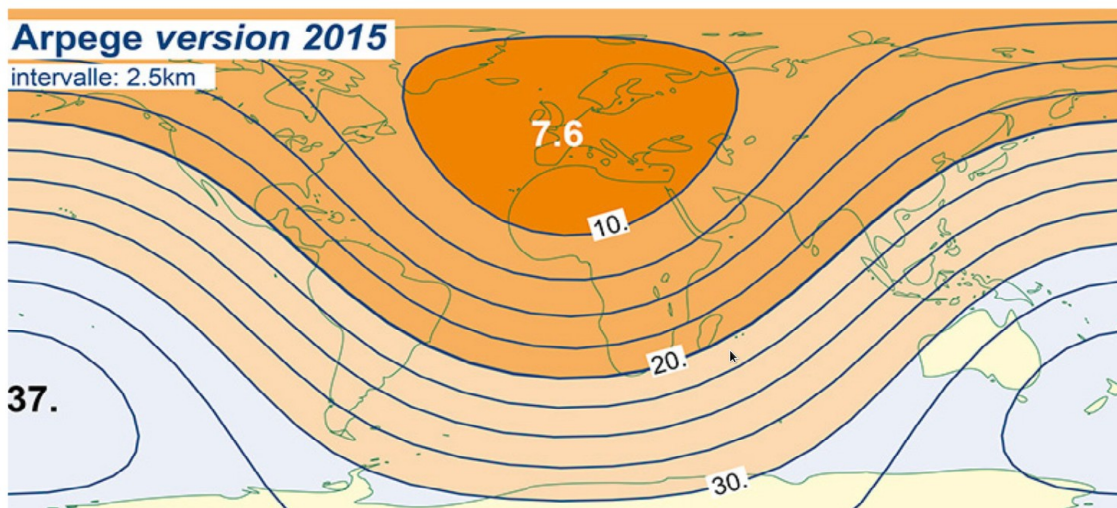 Arpege version 2015
intervalle: 2.5km
7.6
10.
20.
37.
30.